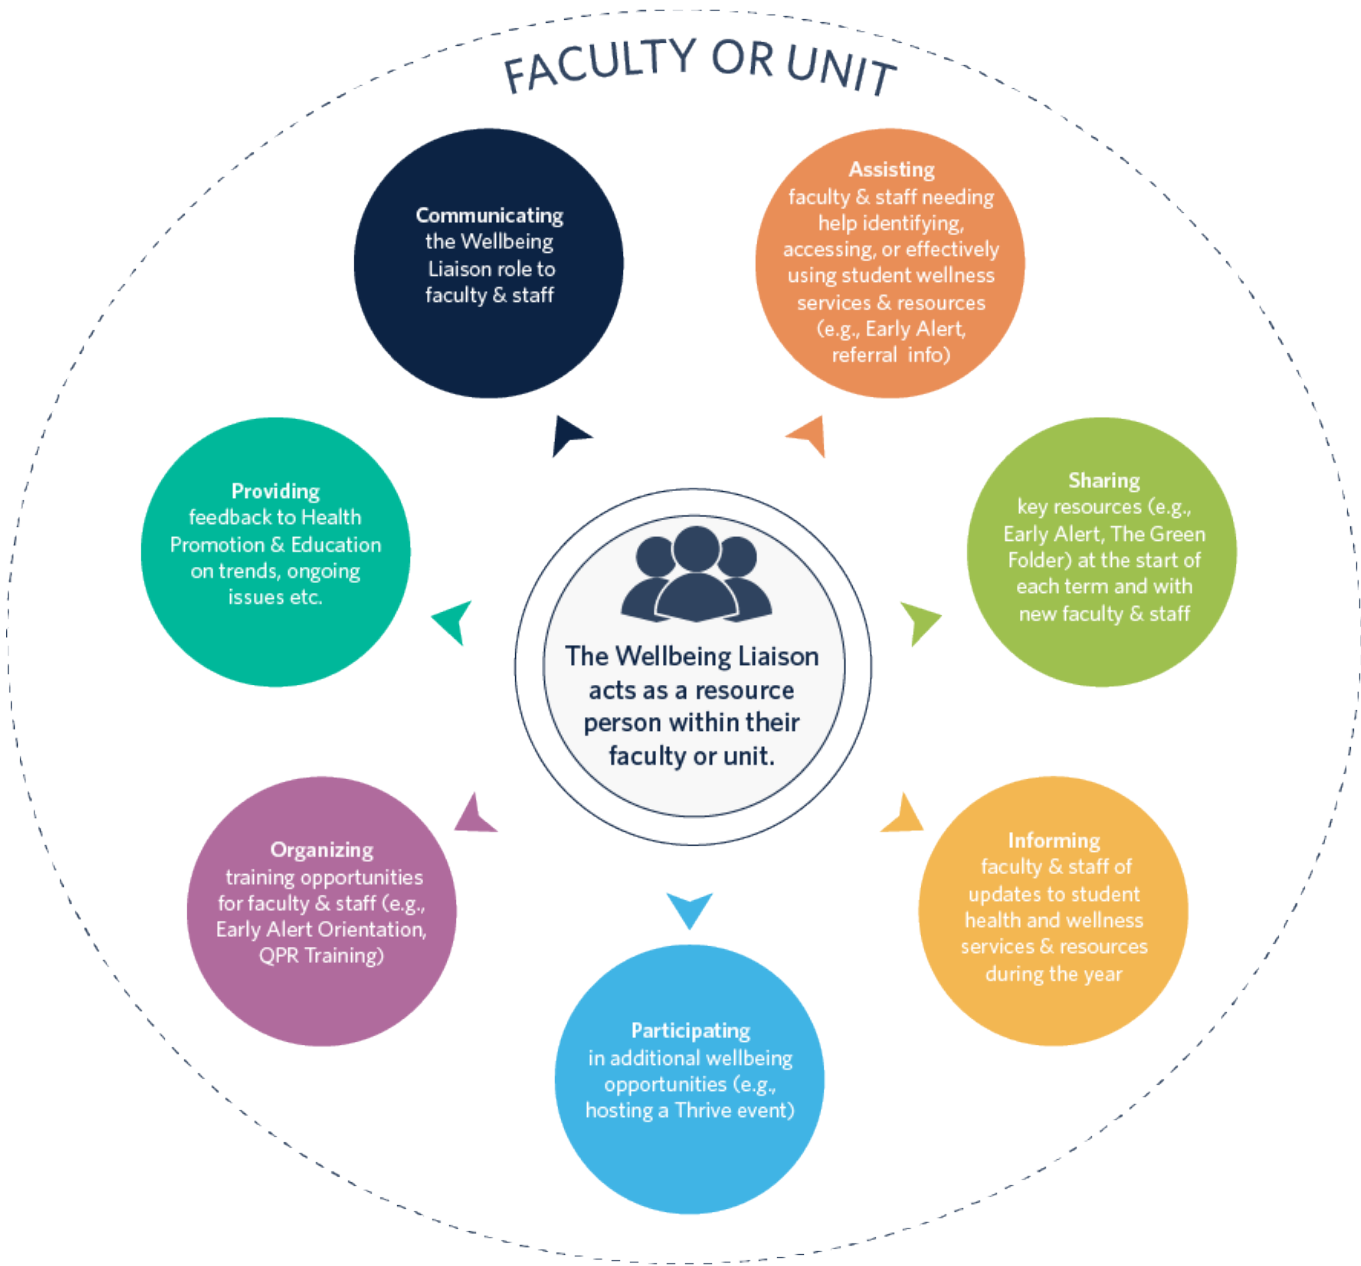 FACULTY OR UNIT
Communicating
the Wellbeing
Liaison role to
faculty & staff
Assisting
faculty & staff needing
help identifying,
accessing, or effectively
using student wellness
services & resources
(e.g., Early Alert,
referral info)
Providing
feedback to Health
Promotion & Education
on trends, ongoing
issues etc.
Sharing
key resources (e.g.,
Early Alert, The Green
Folder) at the start of
each term and with
new faculty & staff
The Wellbeing Liaison
acts as a resource
person within their
faculty or unit.
Organizing
training opportunities
for faculty & staff (e.g.,
Early Alert Orientation,
QPR Training)
Informing
faculty & staff of
updates to student
health and wellness
services & resources
during the year
Participating
in additional wellbeing
opportunities (e.g.,
hosting a Thrive event)